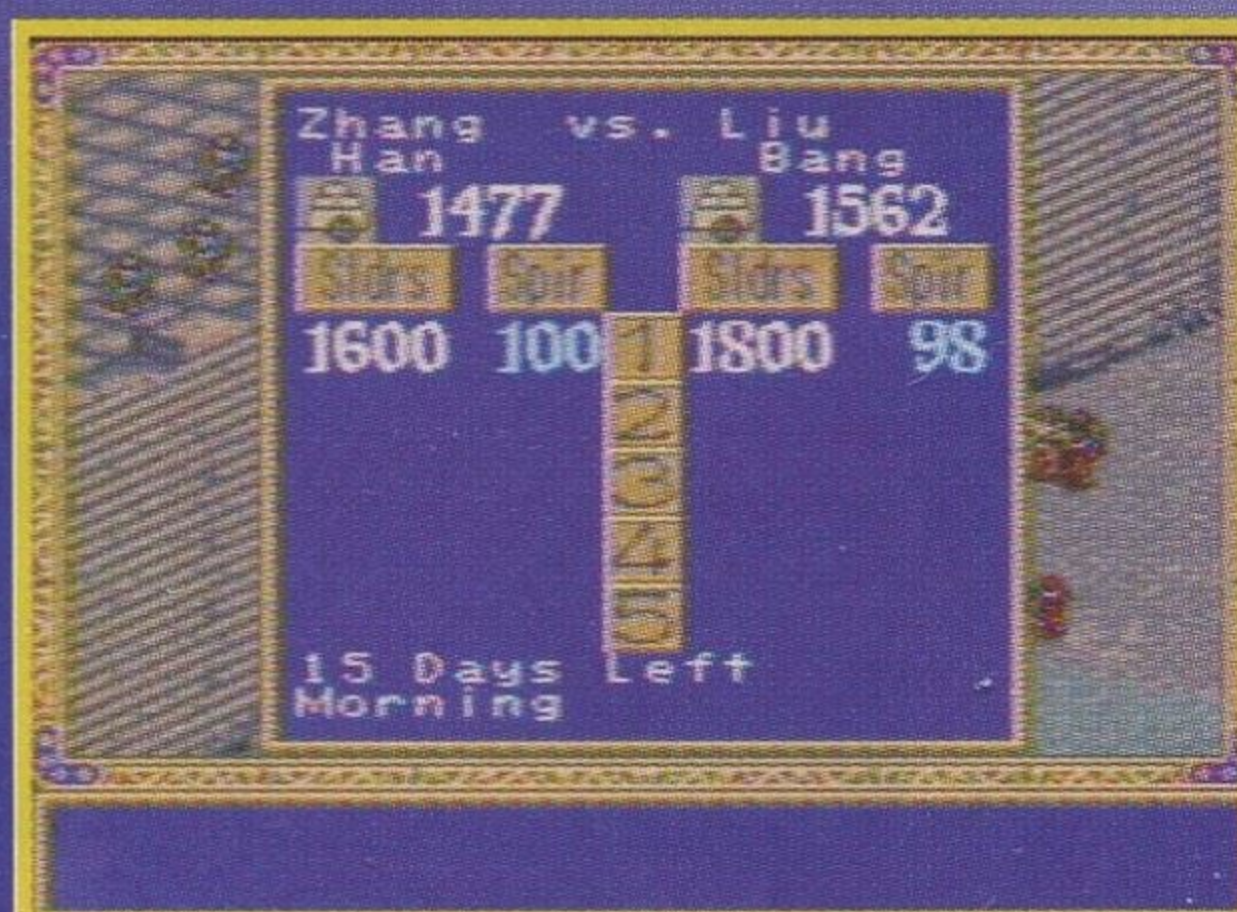 Zhang vs. Liu
Han Bang
1477 1562
Sldrs Spir Sldrs Spir
1600 100 1 1800 98
2
3
4
5
15 Days Left
Morning